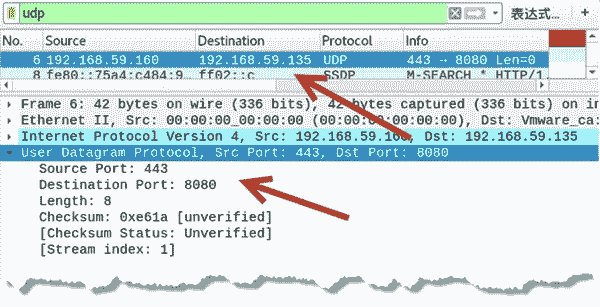 udp 表达式… +
No. Source Destination Protocol Info
6 192.168.59.160 192.168.59.135 UDP 443 → 8080 Len=0
8 fe80::75a4:c484:9… ff02::c SSDP M-SEARCH * HTTP/1.
Frame 6: 42 bytes on wire (336 bits), 42 bytes captured (336 bits) on in
Ethernet II, Src: 00:00:00_00:00:00 (00:00:00:00:00:00), Dst: Vmware_ca:
Internet Protocol Version 4, Src: 192.168.59.160, Dst: 192.168.59.135
User Datagram Protocol, Src Port: 443, Dst Port: 8080
Source Port: 443
Destination Port: 8080
Length: 8
Checksum: 0xe61a [unverified]
[Checksum Status: Unverified]
[Stream index: 1]